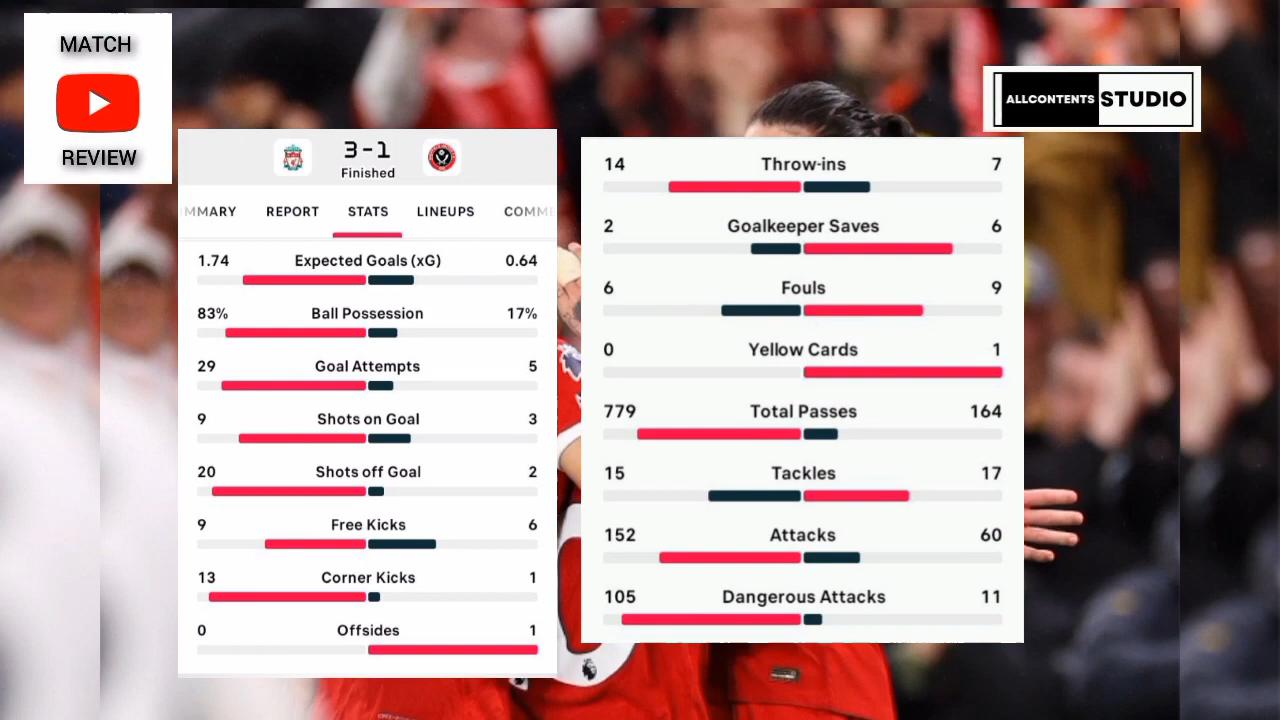 MATCH
REVIEW
ALLCONTENTS STUDIO
3-1
Finished
MMARY REPORT STATS LINEUPS COMME
1.74 Expected Goals (xG) 0.64
83% Ball Possession 17%
29 Goal Attempts 5
9 Shots on Goal 3
20 Shots off Goal 2
9 Free Kicks 6
13 Corner Kicks 1
0 Offsides 1
14 Throw-ins 7
2 Goalkeeper Saves 6
6 Fouls 9
0 Yellow Cards 1
779 Total Passes 164
15 Tackles 17
152 Attacks 60
105 Dangerous Attacks 11